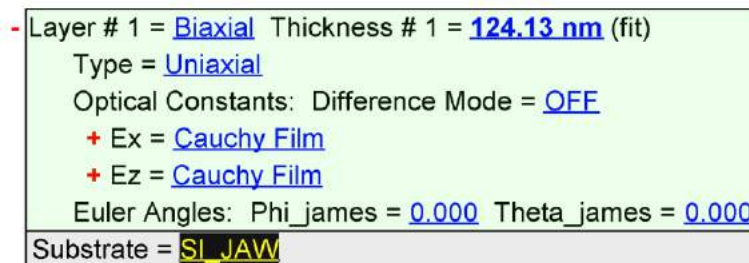 - Layer # 1 = Biaxial Thickness # 1 = 124.13 nm (fit)
Type = Uniaxial
Optical Constants: Difference Mode = OFF
+ Ex = Cauchy Film
+ Ez = Cauchy Film
Euler Angles: Phi_james = 0.000 Theta_james = 0.000
Substrate = SI_JAW